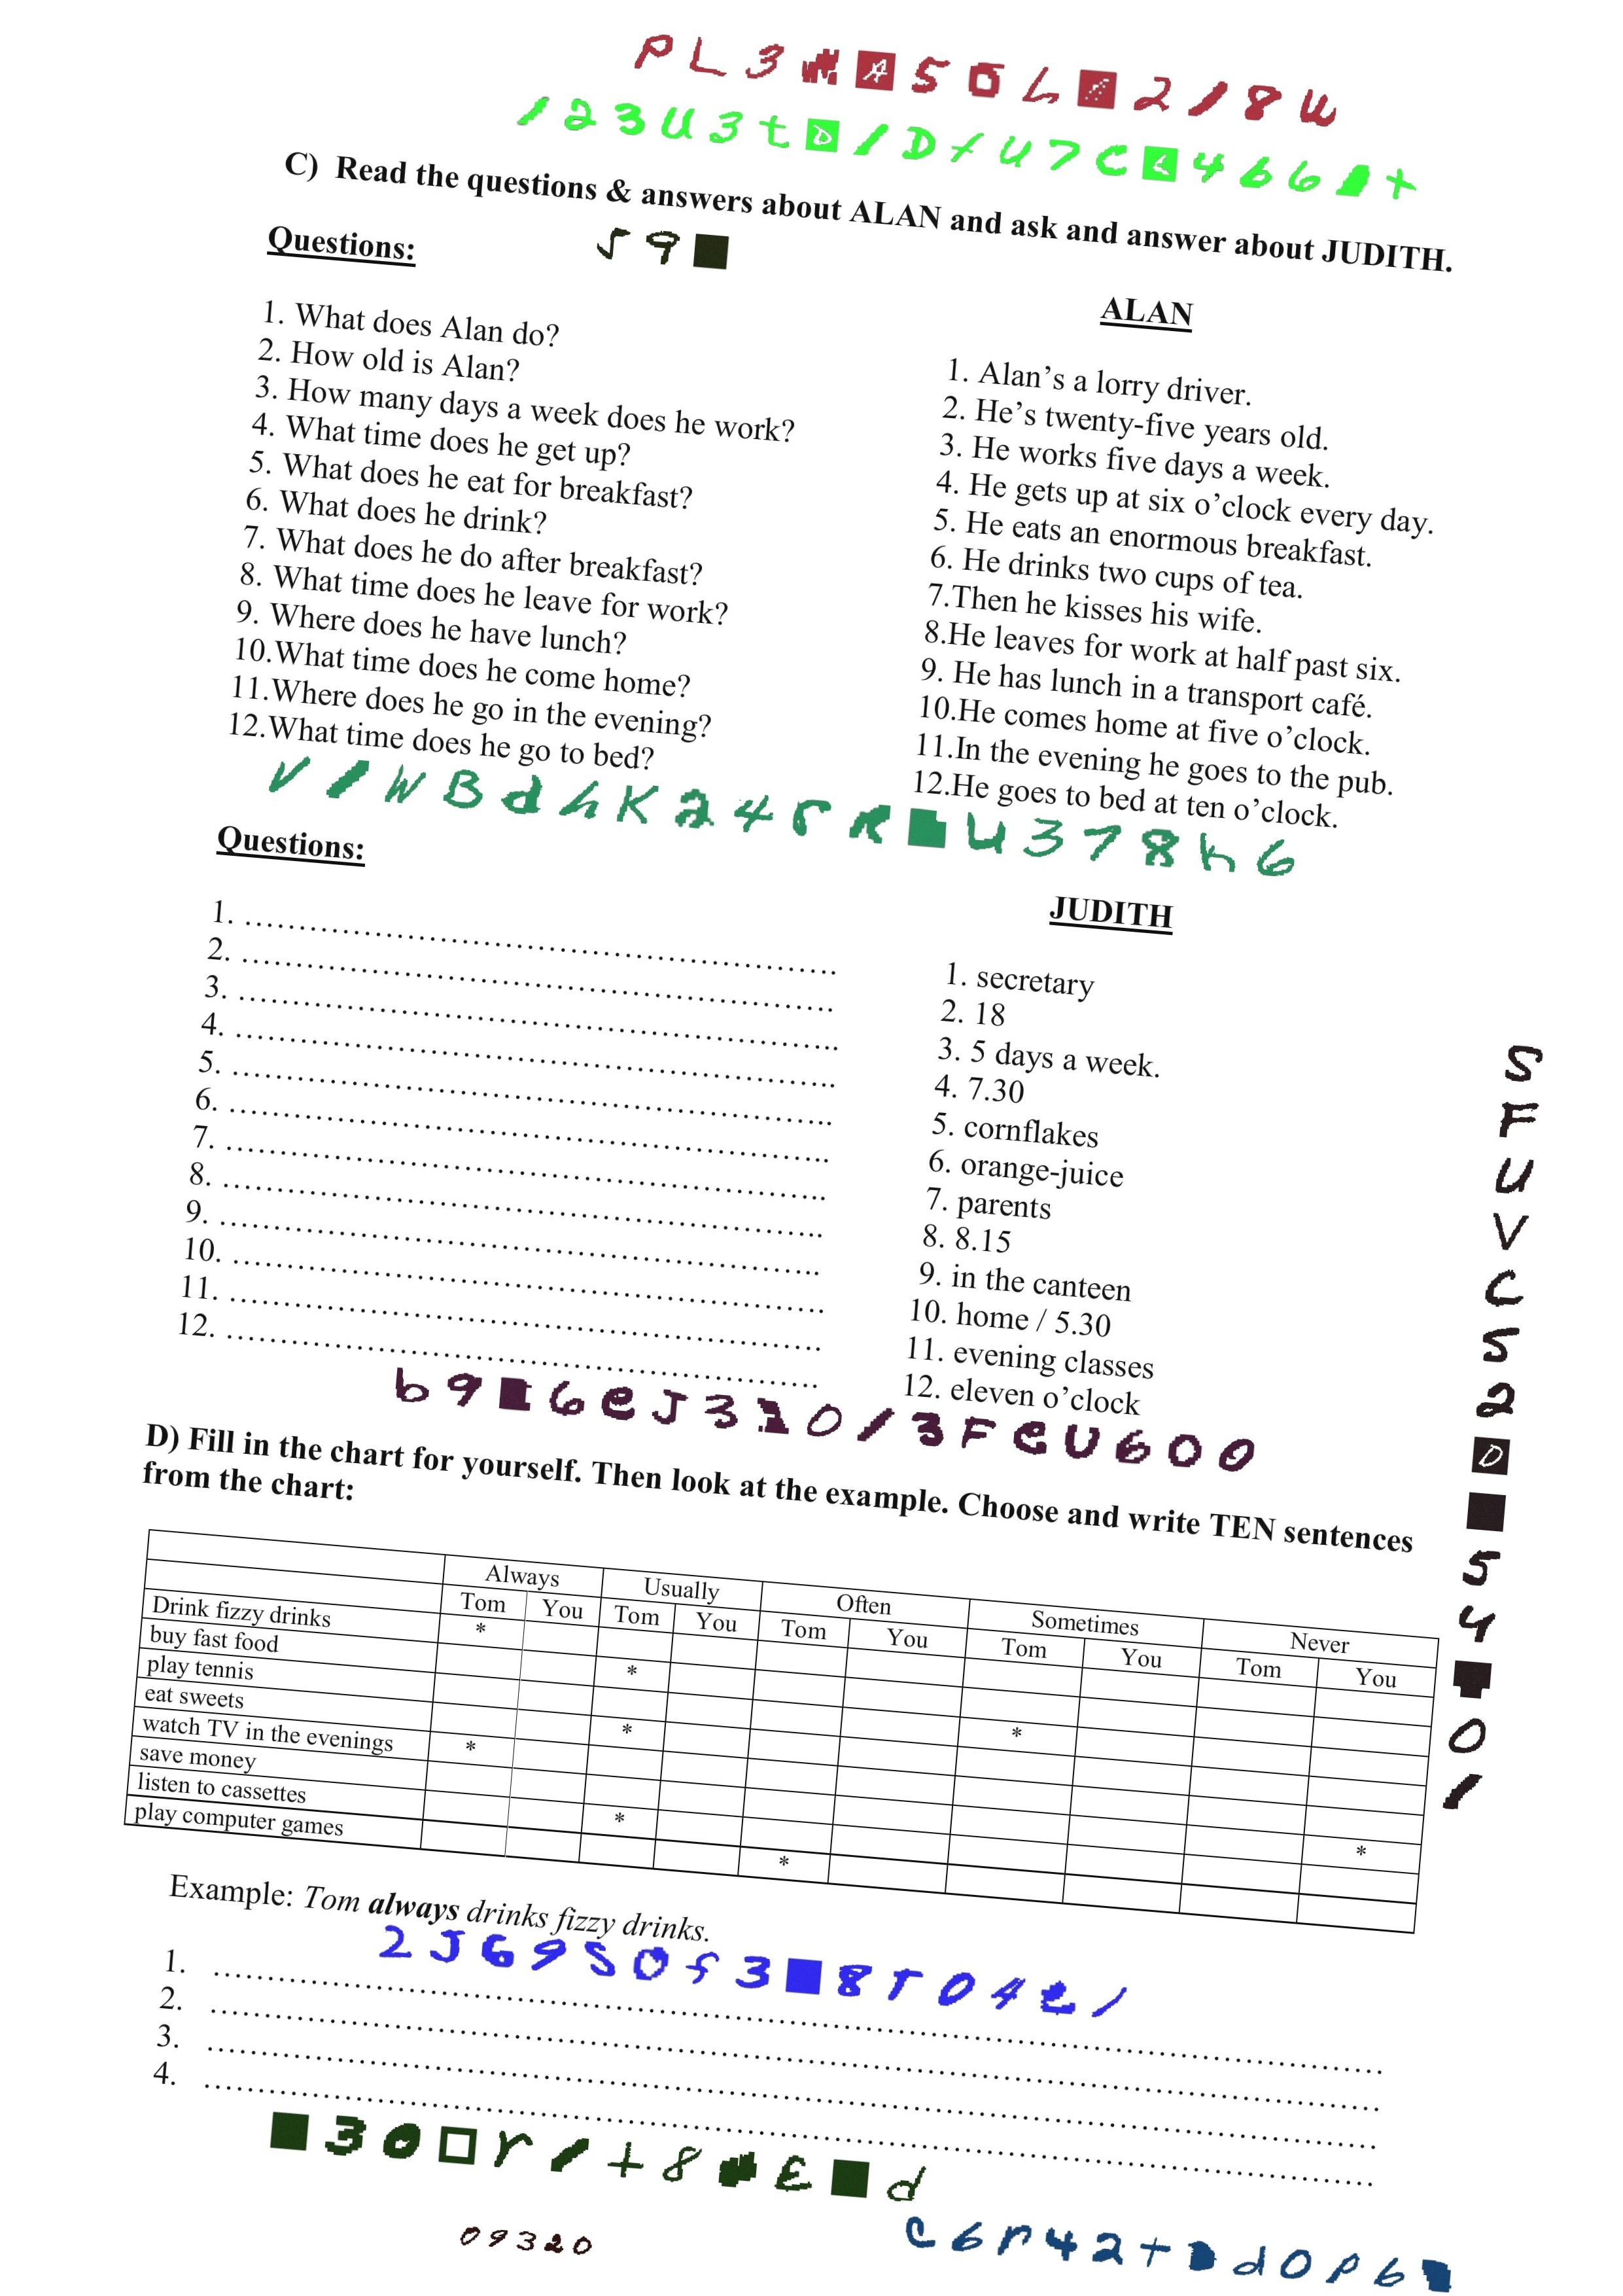 C) Read the questions & answers about ALAN and ask and answer about JUDITH.
Questions:
1. What does Alan do?
2. How old is Alan?
3. How many days a week does he work?
4. What time does he get up?
5. What does he eat for breakfast?
6. What does he drink?
7. What does he do after breakfast?
8. What time does he leave for work?
9. Where does he have lunch?
10.What time does he come home?
11.Where does he go in the evening?
12.What time does he go to bed?
ALAN
1. Alan’s a lorry driver.
2. He’s twenty-five years old.
3. He works five days a week.
4. He gets up at six o’clock every day.
5. He eats an enormous breakfast.
6. He drinks two cups of tea.
7.Then he kisses his wife.
8.He leaves for work at half past six.
9. He has lunch in a transport café.
10.He comes home at five o’clock.
11.In the evening he goes to the pub.
12.He goes to bed at ten o’clock.
Questions:
1. ....................................................................
2. ....................................................................
3. ....................................................................
4. ....................................................................
5. ....................................................................
6. ....................................................................
7. ....................................................................
8. ....................................................................
9. ....................................................................
10. ....................................................................
11. ....................................................................
12. ....................................................................
JUDITH
1. secretary
2. 18
3. 5 days a week.
4. 7.30
5. cornflakes
6. orange-juice
7. parents
8. 8.15
9. in the canteen
10. home / 5.30
11. evening classes
12. eleven o’clock
D) Fill in the chart for yourself. Then look at the example. Choose and write TEN sentences
from the chart:
Always Usually Often Sometimes Never
Tom You Tom You Tom You Tom You Tom You
Drink fizzy drinks *
buy fast food *
play tennis *
eat sweets *
watch TV in the evenings *
save money *
listen to cassettes *
play computer games *
Example: Tom always drinks fizzy drinks.
1. ....................................................................
2. ....................................................................
3. ....................................................................
4. ....................................................................
09320